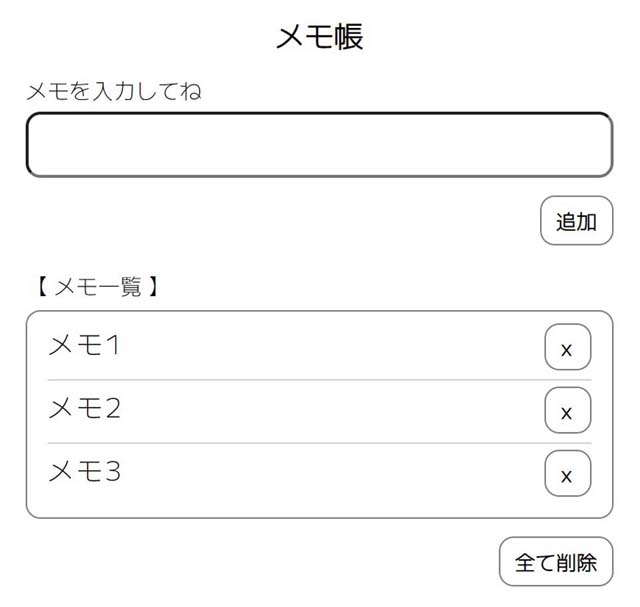 メモ帳
メモを入力してね
追加
【 メモ一覧 】
メモ1 x
メモ2 x
メモ3 x
全て削除